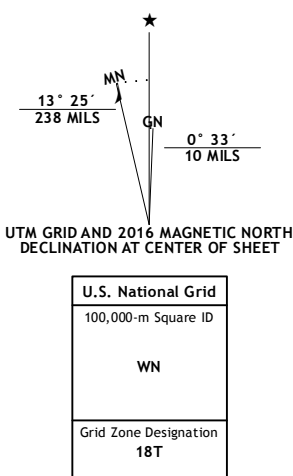 ★
MN
13° 25´
238 MILS
GN
0° 33´
10 MILS
UTM GRID AND 2016 MAGNETIC NORTH
DECLINATION AT CENTER OF SHEET
U.S. National Grid
100,000-m Square ID
WN
Grid Zone Designation
18T